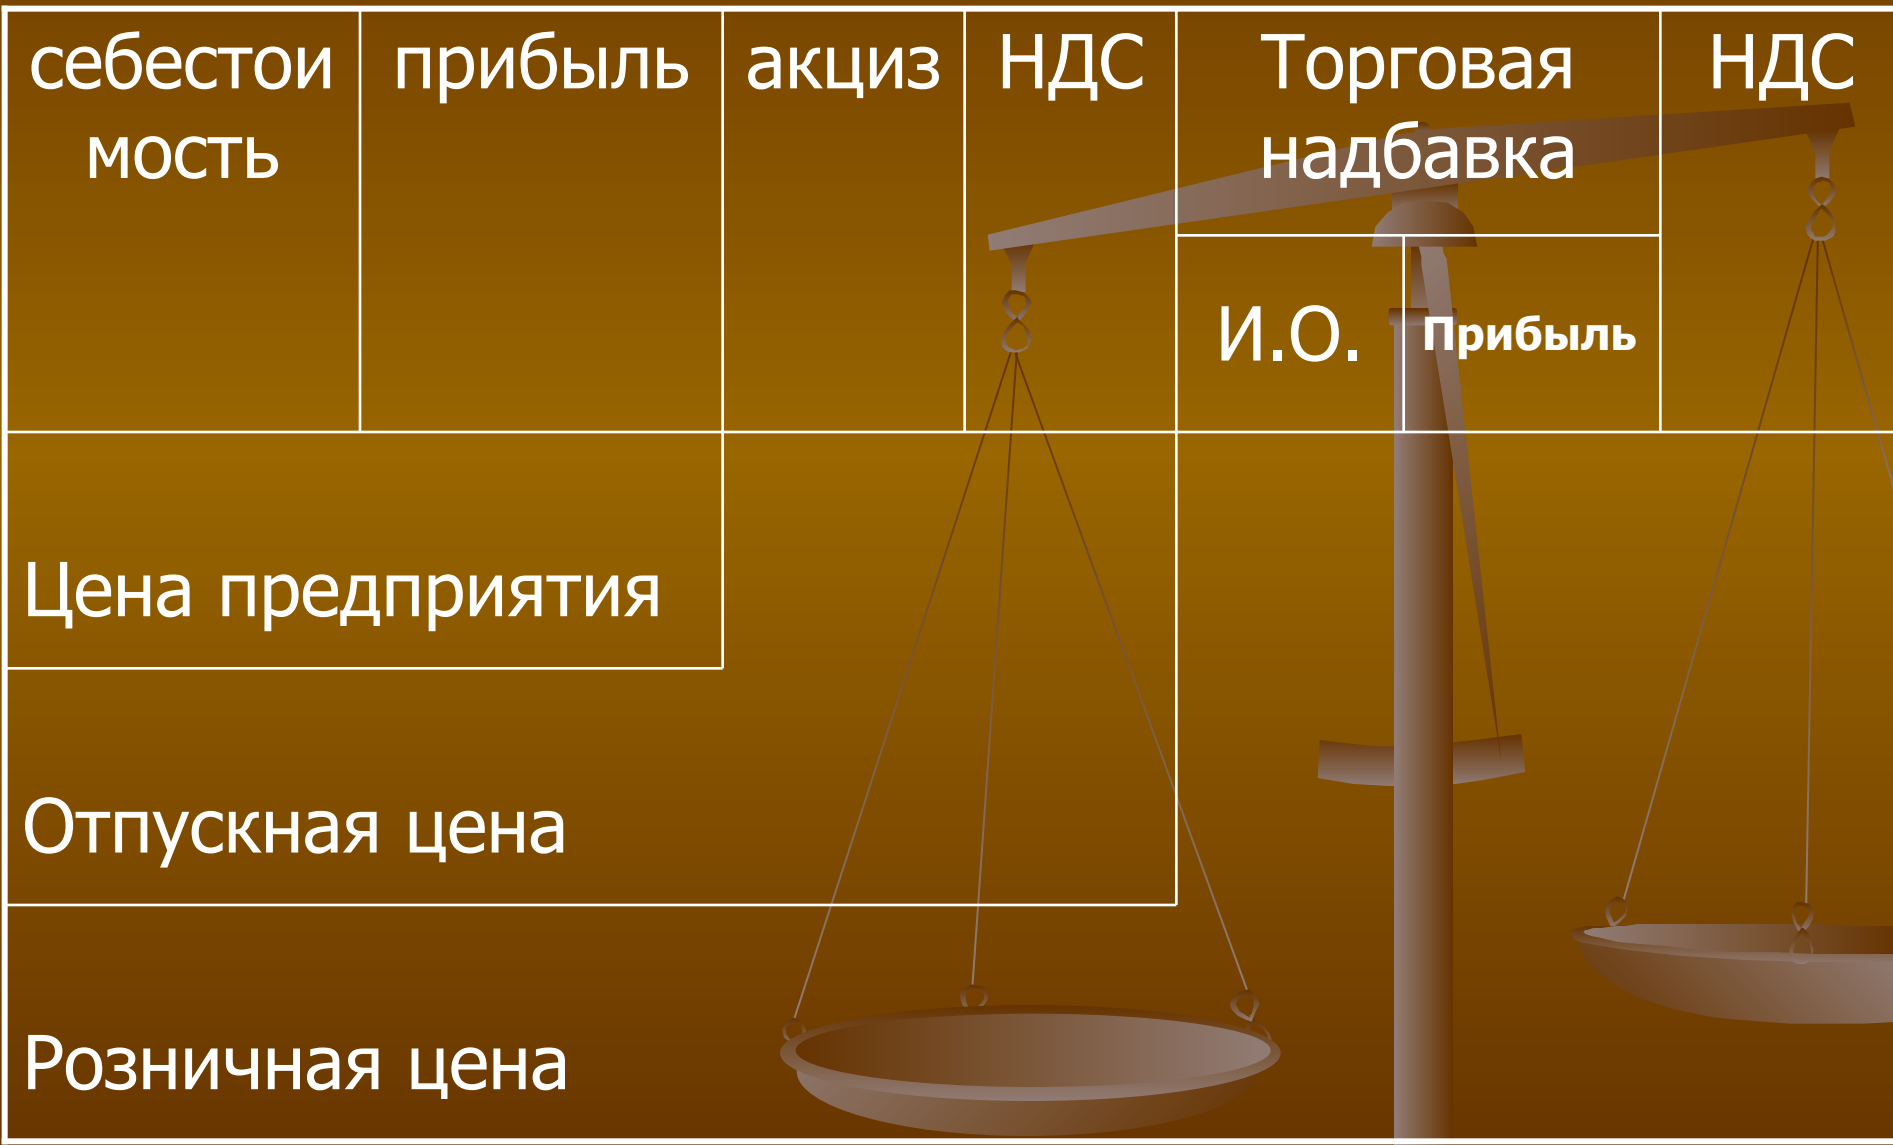 себестои
мость
прибыль
акциз
НДС
Торговая
надбавка
НДС
И.О.
Прибыль
Цена предприятия
Отпускная цена
Розничная цена